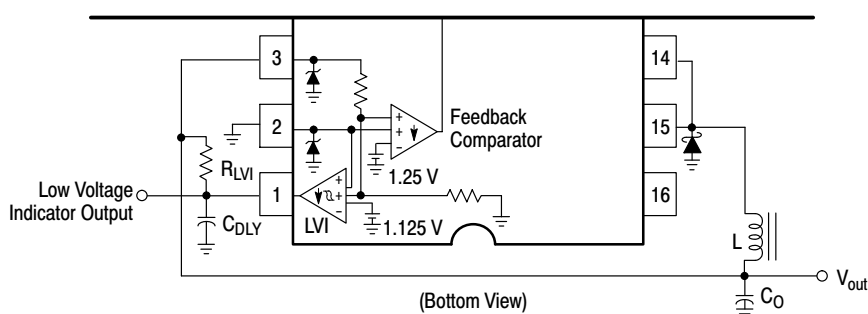 3
14
2
15
1
16
Feedback
Comparator
1.25 V
R_LVI
Low Voltage
Indicator Output
C_DLY
LVI
1.125 V
L
V_out
C_O
(Bottom View)
+
+
−
+
+
−